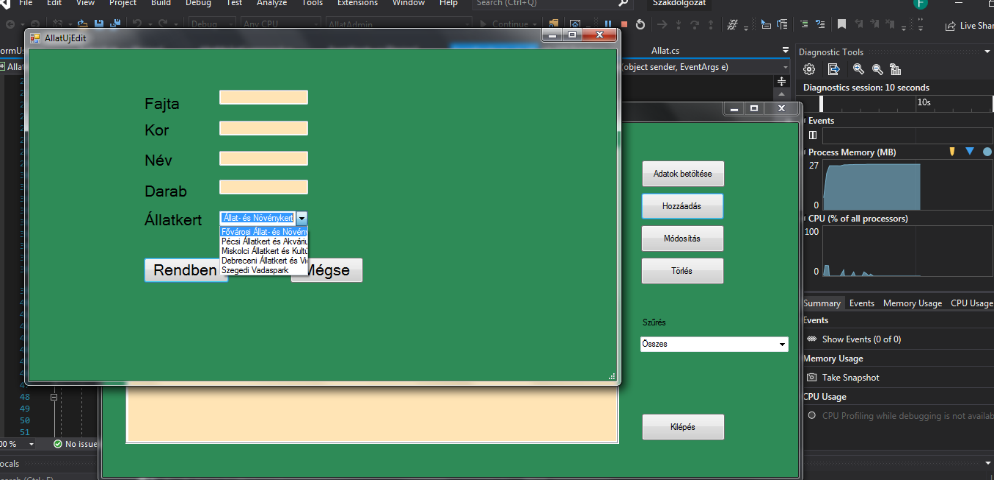 File Edit View Project Build Debug Test Analyze Tools Extensions Window Help Search (Ctrl+Q) Szakdolgozat F
Debug Any CPU AllatAdmin Continue Live Shar
AllatUjEdit
Allat.cs
object sender, EventArgs e)
Fajta
Kor
Név
Darab
Állatkert
Állat- és Növénykert
Fővárosi Állat- és Növény
Pécsi Állatkert és Akváriu
Miskolci Állatkert és Kultú
Debreceni Állatkert és Vi
Szegedi Vadaspark
Rendben
Mégse
Adatok betöltése
Hozzáadás
Módosítás
Törlés
Szűrés
Összes
Kilépés
48
49
50
51
00 %
No issue
ocals
Search (Ctrl+E)
Diagnostic Tools
Diagnostics session: 10 seconds
10s
Events
Process Memory (MB)
27
0
CPU (% of all processors)
100
0
Summary Events Memory Usage CPU Usage
Events
Show Events (0 of 0)
Memory Usage
Take Snapshot
CPU Usage
CPU Profiling while debugging is not availab